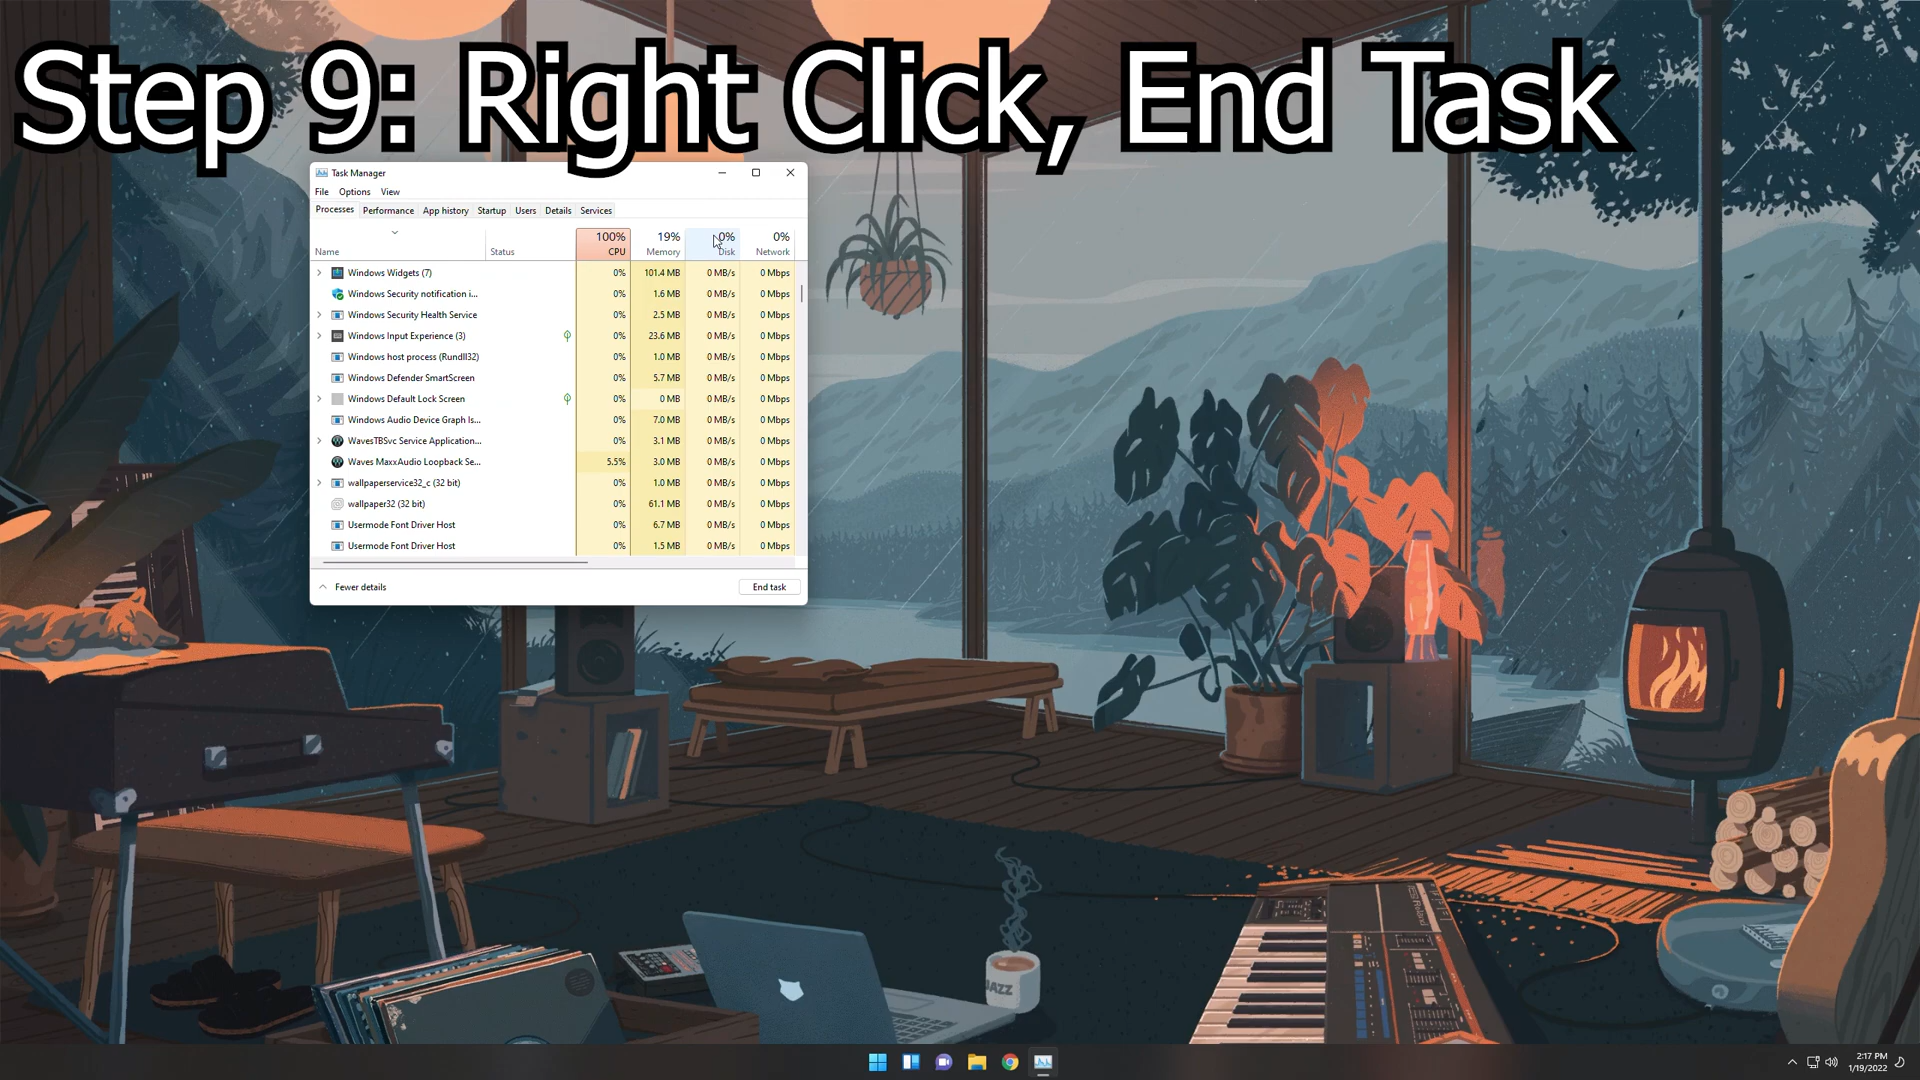 Step 9: Right Click, End Task
Task Manager
File Options View
Processes Performance App history Startup Users Details Services
100% 19% 0% 0%
Name Status CPU Memory Disk Network
Windows Widgets (7) 0% 101.4 MB 0 MB/s 0 Mbps
Windows Security notification i... 0% 1.6 MB 0 MB/s 0 Mbps
Windows Security Health Service 0% 2.5 MB 0 MB/s 0 Mbps
Windows Input Experience (3) 0% 23.6 MB 0 MB/s 0 Mbps
Windows host process (Rundll32) 0% 1.0 MB 0 MB/s 0 Mbps
Windows Defender SmartScreen 0% 5.7 MB 0 MB/s 0 Mbps
Windows Default Lock Screen 0% 0 MB 0 MB/s 0 Mbps
Windows Audio Device Graph Is... 0% 7.0 MB 0 MB/s 0 Mbps
WavesTBSvc Service Application... 0% 3.1 MB 0 MB/s 0 Mbps
Waves MaxxAudio Loopback Se... 5.5% 3.0 MB 0 MB/s 0 Mbps
wallpaperservice32_c (32 bit) 0% 1.0 MB 0 MB/s 0 Mbps
wallpaper32 (32 bit) 0% 61.1 MB 0 MB/s 0 Mbps
Usermode Font Driver Host 0% 6.7 MB 0 MB/s 0 Mbps
Usermode Font Driver Host 0% 1.5 MB 0 MB/s 0 Mbps
Fewer details End task
Roland
JAZZ
2:17 PM
1/19/2022